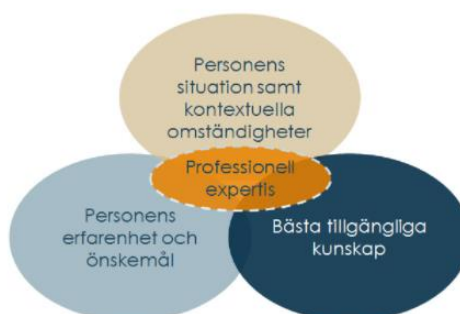 Personens
situation samt
kontextuella
omständigheter
Professionell
expertis
Personens
erfarenhet och
önskemål
Bästa tillgängliga
kunskap